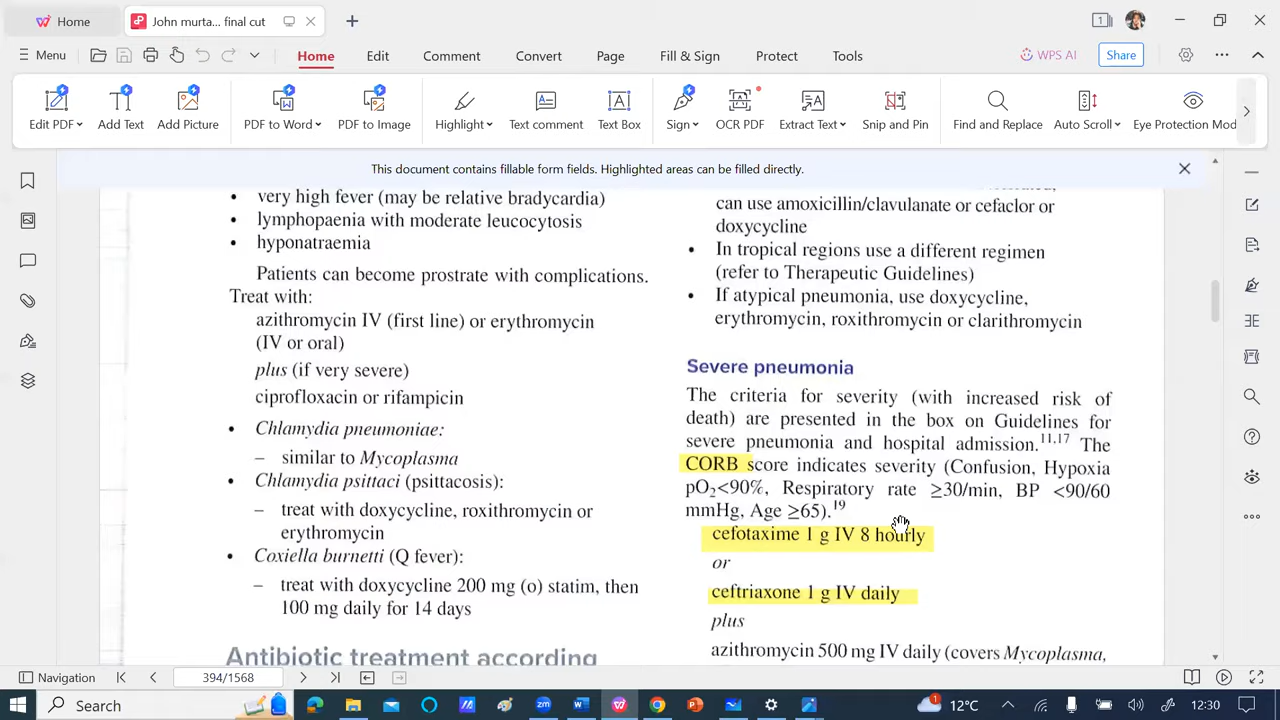 Home
John murta... final cut
1
Menu
Home
Edit
Comment
Convert
Page
Fill & Sign
Protect
Tools
WPS AI
Share
Edit PDF
Add Text
Add Picture
PDF to Word
PDF to Image
Highlight
Text comment
Text Box
Sign
OCR PDF
Extract Text
Snip and Pin
Find and Replace
Auto Scroll
Eye Protection Mod
This document contains fillable form fields. Highlighted areas can be filled directly.
• very high fever (may be relative bradycardia)
• lymphopaenia with moderate leucocytosis
• hyponatraemia
Patients can become prostrate with complications.
Treat with:
azithromycin IV (first line) or erythromycin
(IV or oral)
plus (if very severe)
ciprofloxacin or rifampicin
• Chlamydia pneumoniae:
– similar to Mycoplasma
• Chlamydia psittaci (psittacosis):
– treat with doxycycline, roxithromycin or
erythromycin
• Coxiella burnetti (Q fever):
– treat with doxycycline 200 mg (o) statim, then
100 mg daily for 14 days
Antibiotic treatment according
can use amoxicillin/clavulanate or cefaclor or
doxycycline
• In tropical regions use a different regimen
(refer to Therapeutic Guidelines)
• If atypical pneumonia, use doxycycline,
erythromycin, roxithromycin or clarithromycin
Severe pneumonia
The criteria for severity (with increased risk of
death) are presented in the box on Guidelines for
severe pneumonia and hospital admission.11,17 The
CORB score indicates severity (Confusion, Hypoxia
pO2<90%, Respiratory rate ≥30/min, BP <90/60
mmHg, Age ≥65).19
cefotaxime 1 g IV 8 hourly
or
ceftriaxone 1 g IV daily
plus
azithromycin 500 mg IV daily (covers Mycoplasma,
Navigation
394/1568
Search
1
12°C
12:30